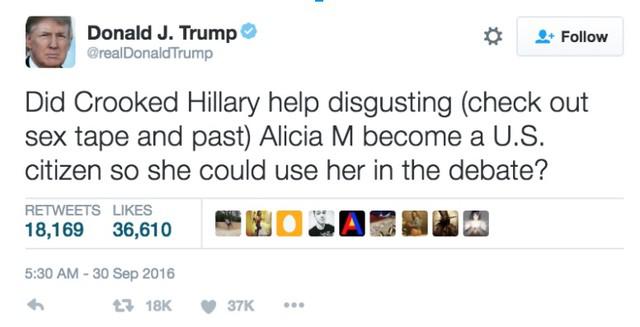 Donald J. Trump
@realDonaldTrump
Follow
Did Crooked Hillary help disgusting (check out
sex tape and past) Alicia M become a U.S.
citizen so she could use her in the debate?
RETWEETS LIKES
18,169 36,610
5:30 AM - 30 Sep 2016
18K 37K